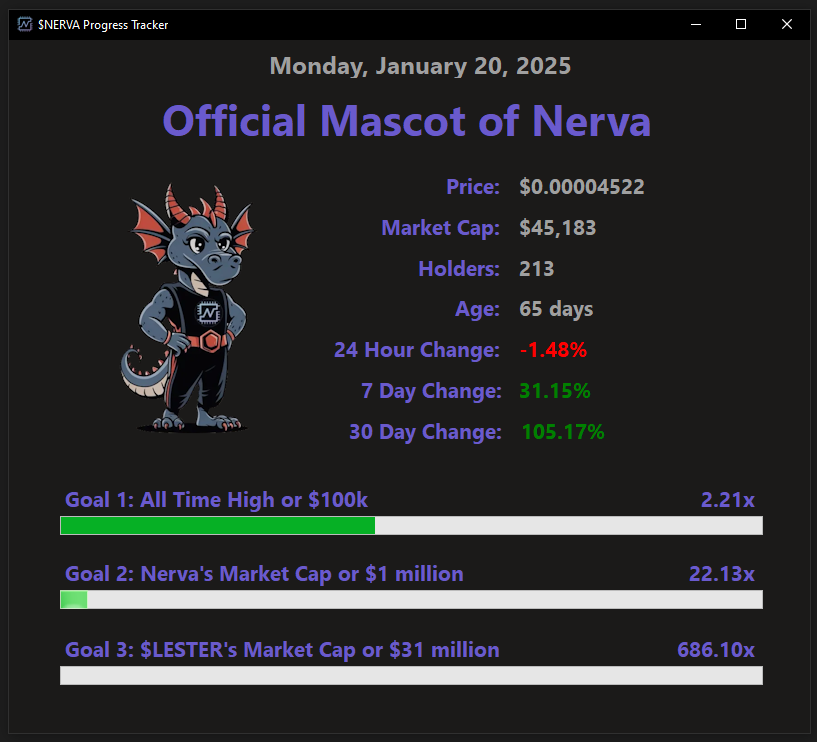 $NERVA Progress Tracker
Monday, January 20, 2025
Official Mascot of Nerva
Price: $0.00004522
Market Cap: $45,183
Holders: 213
Age: 65 days
24 Hour Change: -1.48%
7 Day Change: 31.15%
30 Day Change: 105.17%
N
Goal 1: All Time High or $100k 2.21x
Goal 2: Nerva's Market Cap or $1 million 22.13x
Goal 3: $LESTER's Market Cap or $31 million 686.10x